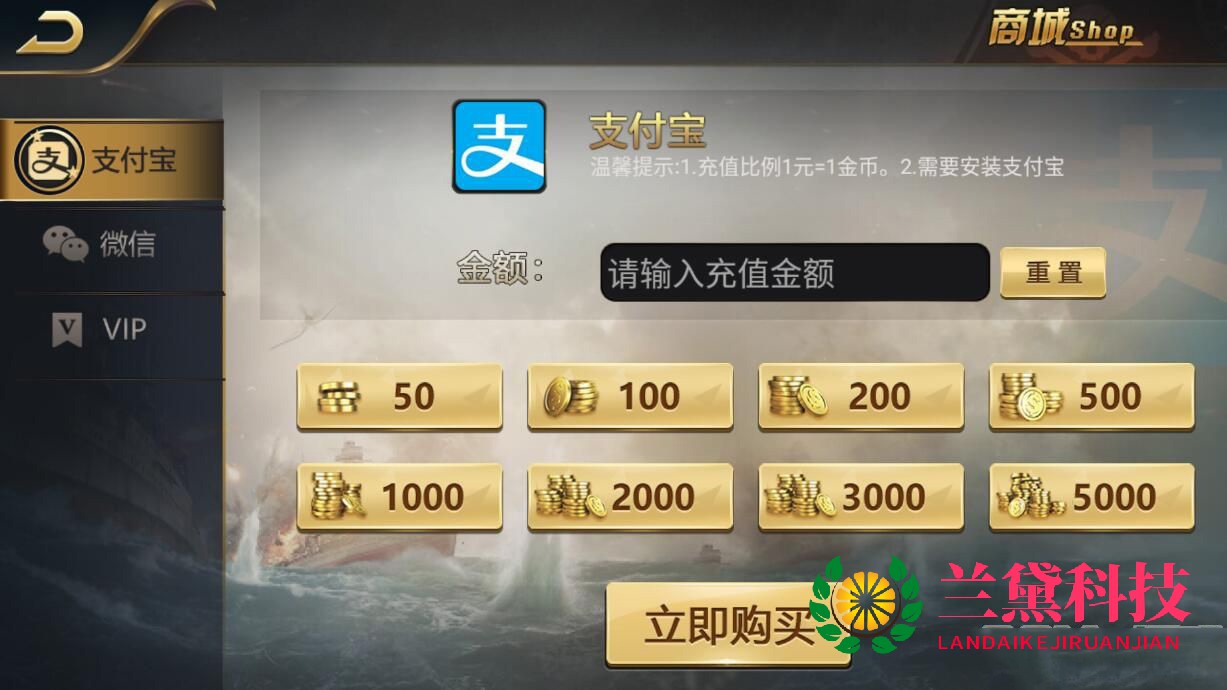 商城Shop
支 支付宝
微信
V VIP
支
支付宝
温馨提示:1.充值比例1元=1金币。2.需要安装支付宝
金额：
请输入充值金额
重置
50
100
200
500
1000
2000
3000
5000
立即购买
兰黛科技
LANDAIKEJIRUANJIAN